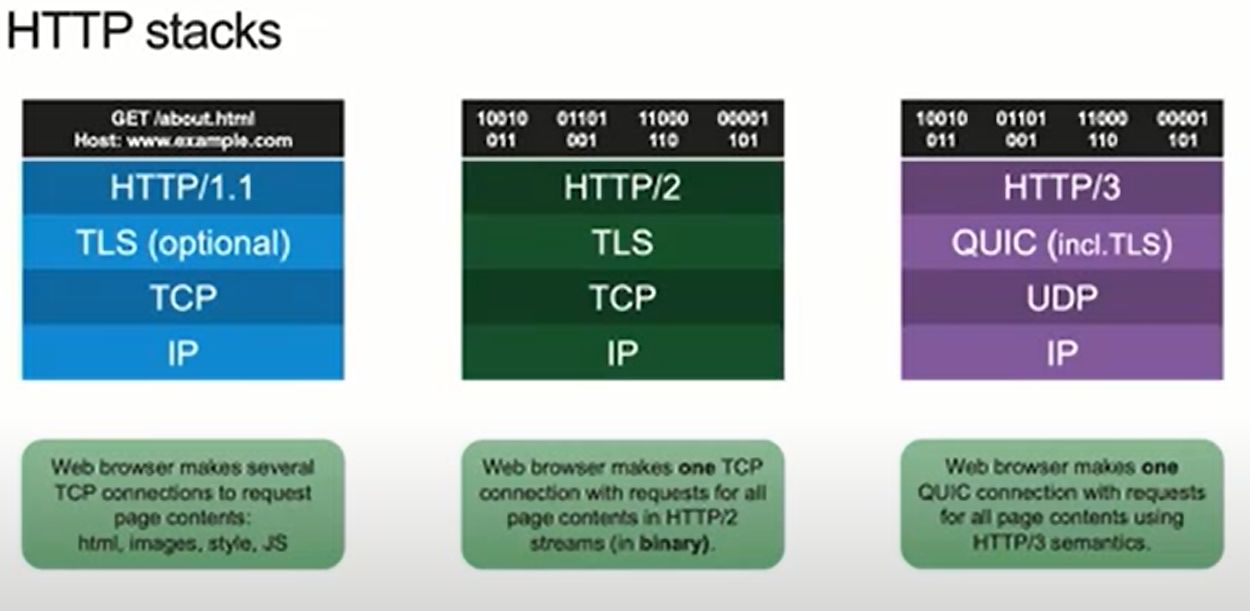 HTTP stacks
GET /about.html
Host: www.example.com
HTTP/1.1
TLS (optional)
TCP
IP
Web browser makes several
TCP connections to request
page contents:
html, images, style, JS
10010 01101 11000 00001
011 001 110 101
HTTP/2
TLS
TCP
IP
Web browser makes one TCP
connection with requests for all
page contents in HTTP/2
streams (in binary).
10010 01101 11000 00001
011 001 110 101
HTTP/3
QUIC (incl.TLS)
UDP
IP
Web browser makes one
QUIC connection with requests
for all page contents using
HTTP/3 semantics.